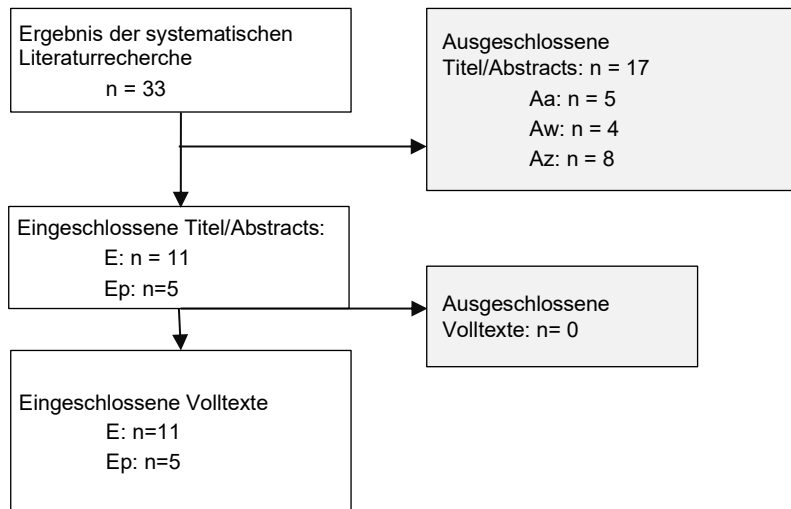 Ergebnis der systematischen
Literaturrecherche
n = 33
Ausgeschlossene
Titel/Abstracts: n = 17
Aa: n = 5
Aw: n = 4
Az: n = 8
Eingeschlossene Titel/Abstracts:
E: n = 11
Ep: n=5
Ausgeschlossene
Volltexte: n= 0
Eingeschlossene Volltexte
E: n=11
Ep: n=5